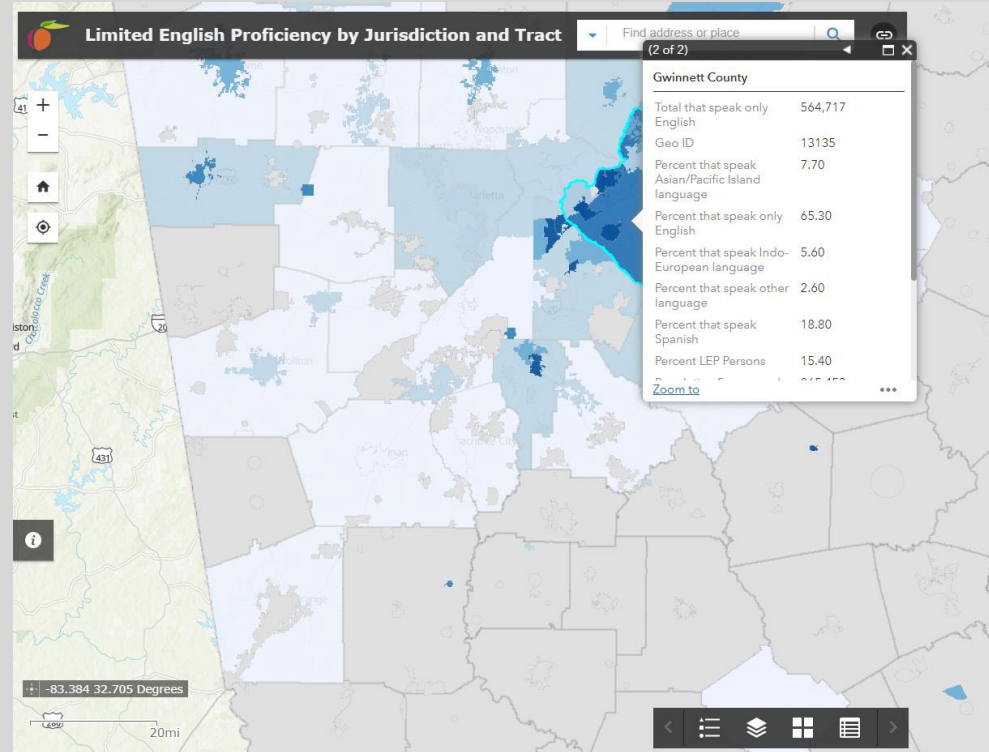 Limited English Proficiency by Jurisdiction and Tract
Find address or place
(2 of 2)
Gwinnett County
Total that speak only 564,717
English
Geo ID 13135
Percent that speak 7.70
Asian/Pacific Island
language
Percent that speak only 65.30
English
Percent that speak Indo- 5.60
European language
Percent that speak other 2.60
language
Percent that speak 18.80
Spanish
Percent LEP Persons 15.40
Zoom to
41
+
−
20
431
Choccolocco Creek
-83.384 32.705 Degrees
20mi